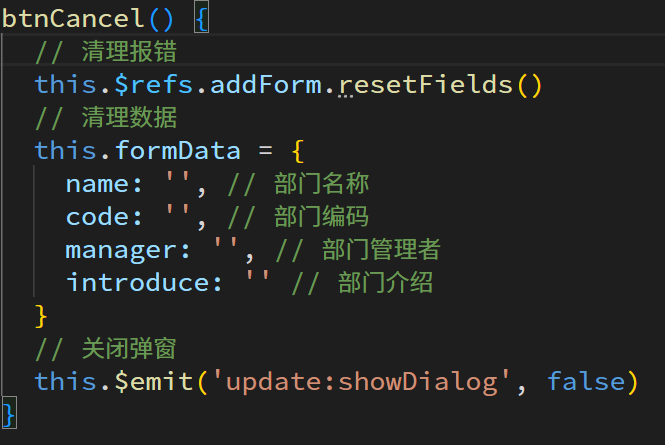 btnCancel() {
  // 清理报错
  this.$refs.addForm.resetFields()
  // 清理数据
  this.formData = {
    name: '', // 部门名称
    code: '', // 部门编码
    manager: '', // 部门管理者
    introduce: '' // 部门介绍
  }
  // 关闭弹窗
  this.$emit('update:showDialog', false)
}